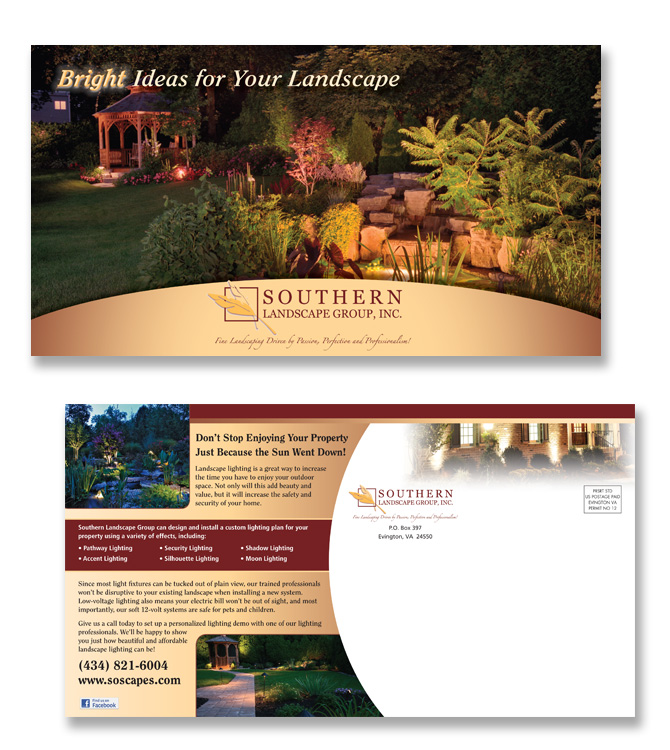 Bright Ideas for Your Landscape
SOUTHERN
LANDSCAPE GROUP, INC.
Fine Landscaping Driven by Passion, Perfection and Professionalism!
Don't Stop Enjoying Your Property
Just Because the Sun Went Down!
Landscape lighting is a great way to increase
the time you have to enjoy your outdoor
space. Not only will this add beauty and
value, but it will increase the safety and
security of your home.
Southern Landscape Group can design and install a custom lighting plan for your
property using a variety of effects, including:
• Pathway Lighting • Security Lighting • Shadow Lighting
• Accent Lighting • Silhouette Lighting • Moon Lighting
Since most light fixtures can be tucked out of plain view, our trained professionals
won't be disruptive to your existing landscape when installing a new system.
Low-voltage lighting also means your electric bill won't be out of sight, and most
importantly, our soft 12-volt systems are safe for pets and children.
Give us a call today to set up a personalized lighting demo with one of our lighting
professionals. We'll be happy to show
you just how beautiful and affordable
landscape lighting can be!
(434) 821-6004
www.soscapes.com
Find us on
Facebook
SOUTHERN
LANDSCAPE GROUP, INC.
Fine Landscaping Driven by Passion, Perfection and Professionalism!
P.O. Box 397
Evington, VA 24550
PRSRT STD
US POSTAGE PAID
EVINGTON VA
PERMIT NO 12